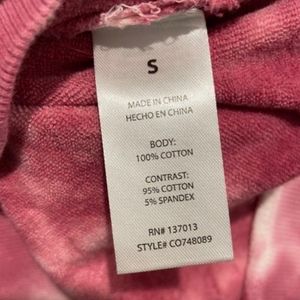 S
MADE IN CHINA
HECHO EN CHINA
BODY:
100% COTTON
CONTRAST:
95% COTTON
5% SPANDEX
RN# 137013
STYLE# CO748089